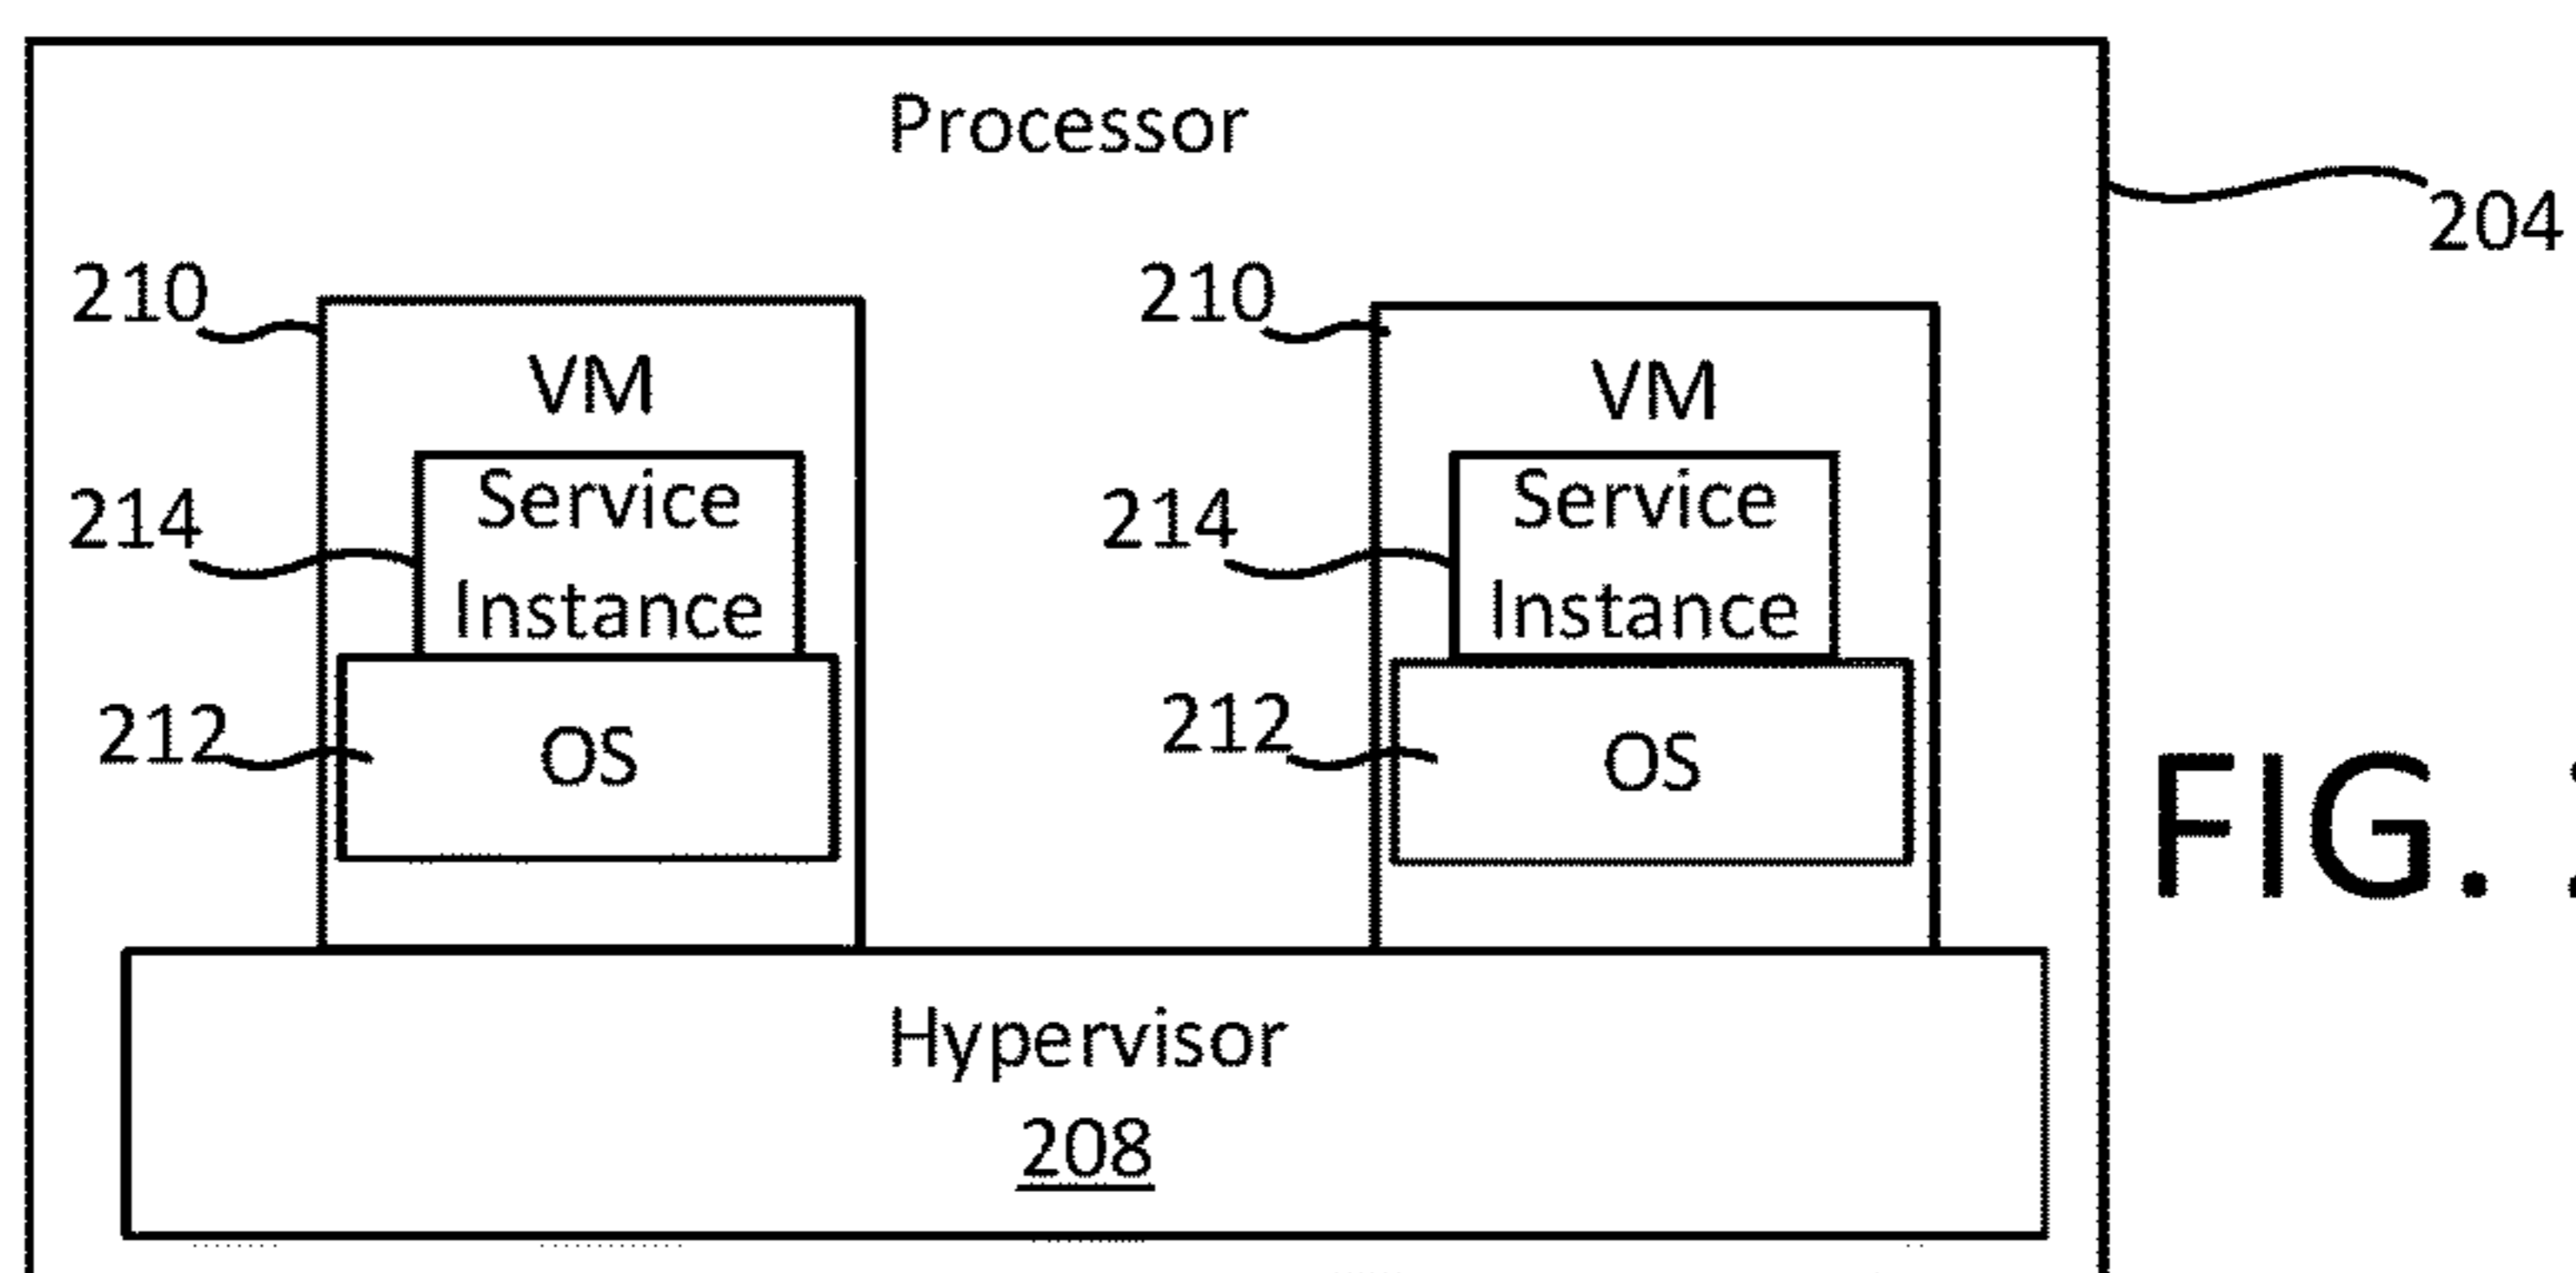 Processor
204
210
210
VM
VM
214
Service
Instance
214
Service
Instance
212
OS
212
OS
FIG.
Hypervisor
208